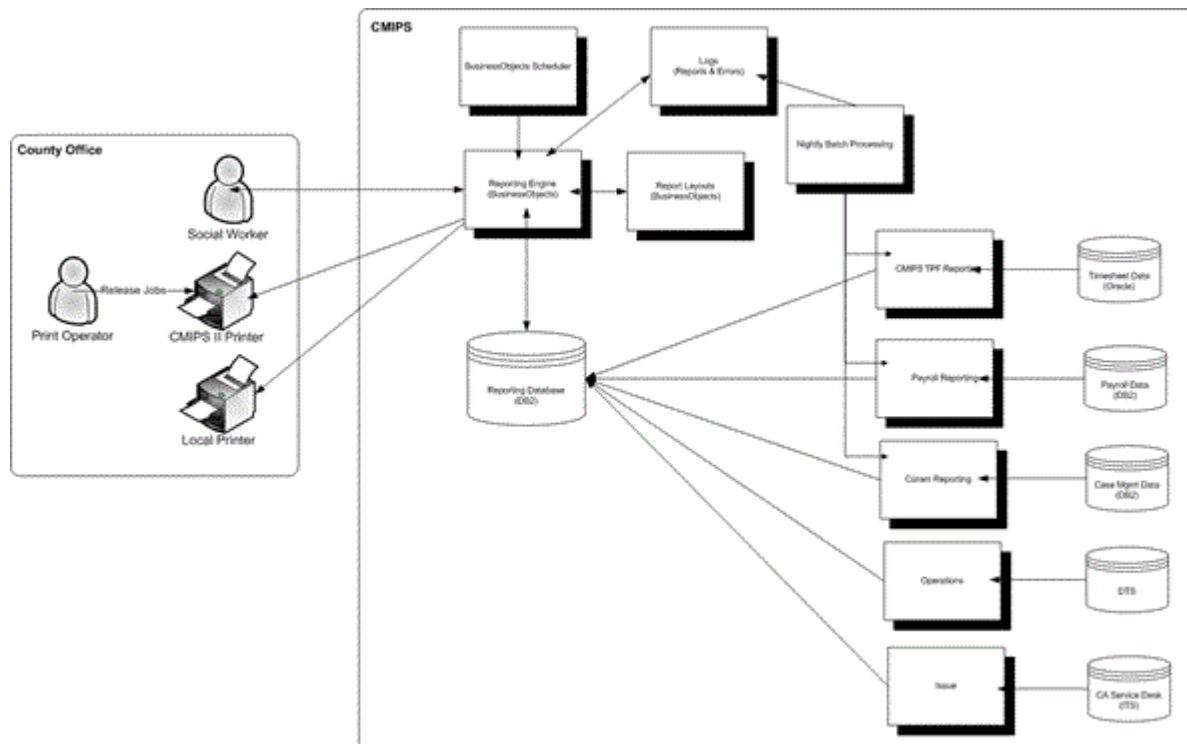 CMIPS
BusinessObjects Scheduler
Logs
(Reports & Errors)
Nightly Batch Processing
County Office
Reporting Engine
(BusinessObjects)
Report Layouts
(BusinessObjects)
Social Worker
Release Jobs
Print Operator
CMIPS II Printer
Local Printer
CMIPS TPF Reporting
Timesheet Data
(Oracle)
Reporting Database
(DB2)
Payroll Reporting
Payroll Data
(DB2)
Cúram Reporting
Case Mgmt Data
(DB2)
Operations
DTS
Issue
CA Service Desk
(ITS)